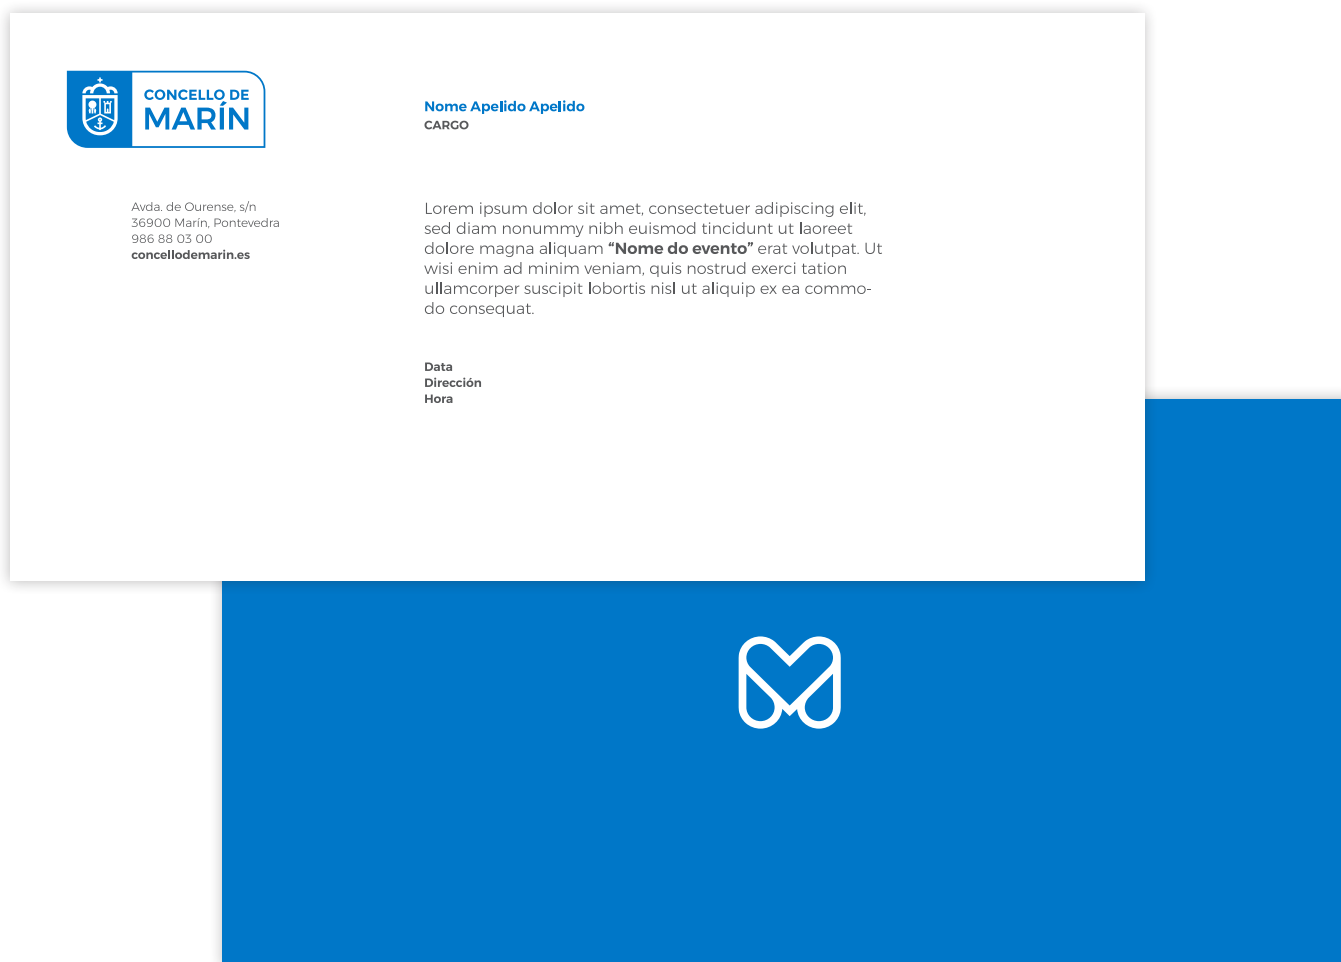 CONCELLO DE
MARÍN
Avda. de Ourense, s/n
36900 Marín, Pontevedra
986 88 03 00
concellodemarin.es
Nome Apelido Apelido
CARGO
Lorem ipsum dolor sit amet, consectetuer adipiscing elit,
sed diam nonummy nibh euismod tincidunt ut laoreet
dolore magna aliquam “Nome do evento” erat volutpat. Ut
wisi enim ad minim veniam, quis nostrud exerci tation
ullamcorper suscipit lobortis nisl ut aliquip ex ea commo-
do consequat.
Data
Dirección
Hora